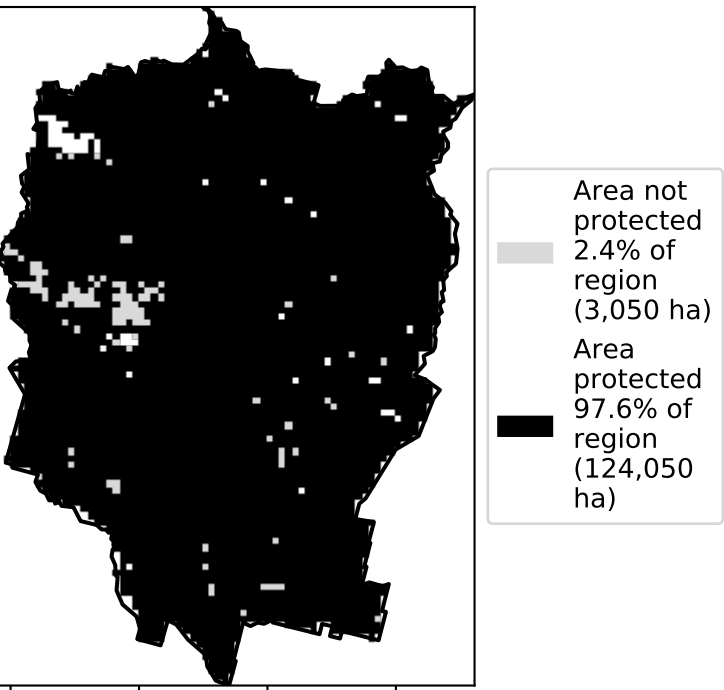 Area not
protected
2.4% of
region
(3,050 ha)
Area
protected
97.6% of
region
(124,050
ha)